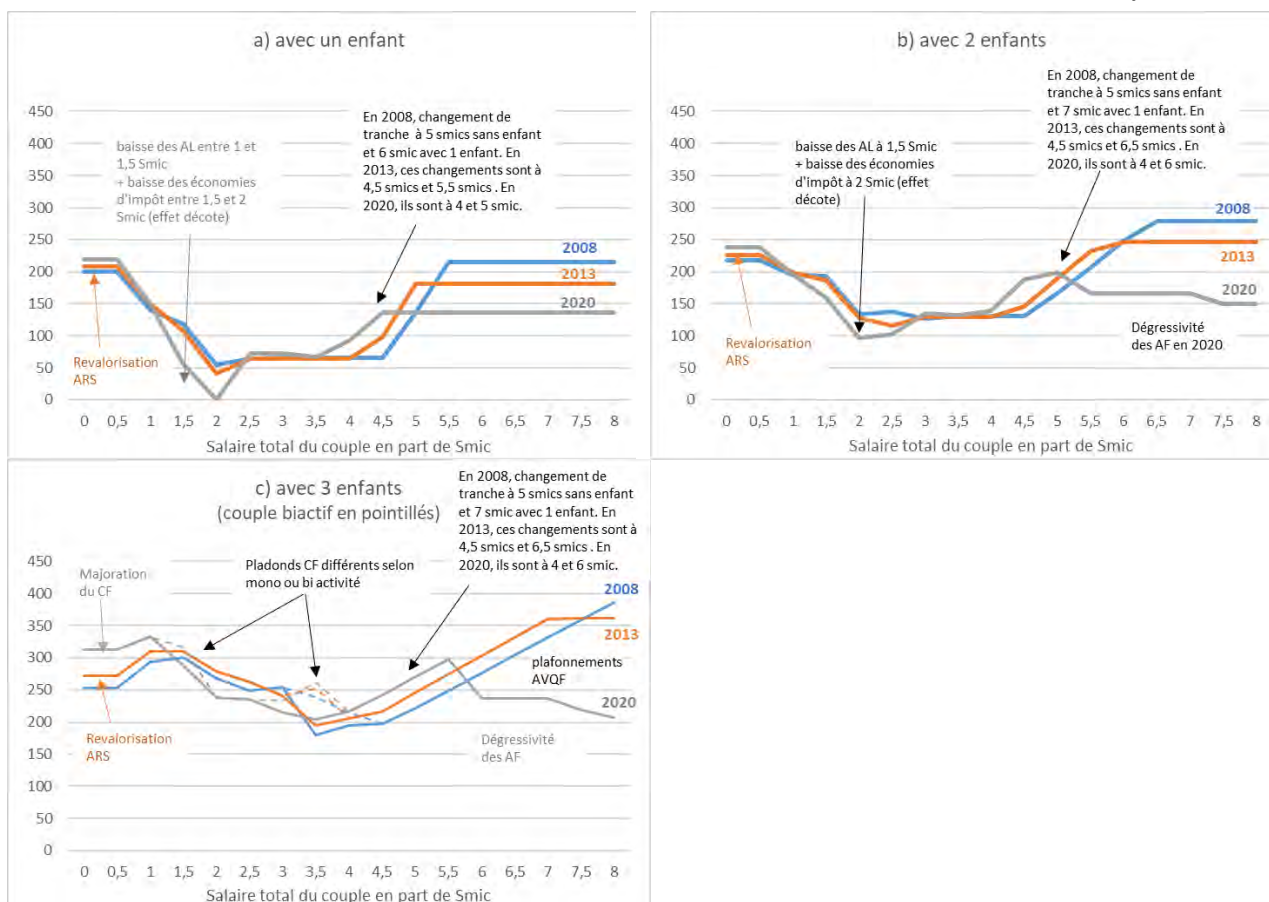 a) avec un enfant
En 2008, changement de
tranche à 5 smics sans enfant
et 6 smic avec 1 enfant. En
2013, ces changements sont à
4,5 smics et 5,5 smics . En
2020, ils sont à 4 et 5 smic.
baisse des AL entre 1 et
1,5 Smic
+ baisse des économies
d'impôt entre 1,5 et 2
Smic (effet décote)
450
400
350
300
250
200
150
100
50
0
2008
2013
2020
Revalorisation
ARS
0 0,5 1 1,5 2 2,5 3 3,5 4 4,5 5 5,5 6 6,5 7 7,5 8
Salaire total du couple en part de Smic
b) avec 2 enfants
En 2008, changement de
tranche à 5 smics sans enfant
et 7 smic avec 1 enfant. En
2013, ces changements sont à
4,5 smics et 6,5 smics . En
2020, ils sont à 4 et 6 smic.
baisse des AL à 1,5 Smic
+ baisse des économies
d'impôt à 2 Smic (effet
décote)
450
400
350
300
250
200
150
100
50
0
2008
2013
2020
Dégressivité
des AF en 2020
Revalorisation
ARS
0 0,5 1 1,5 2 2,5 3 3,5 4 4,5 5 5,5 6 6,5 7 7,5 8
Salaire total du couple en part de Smic
c) avec 3 enfants
(couple biactif en pointillés)
En 2008, changement de
tranche à 5 smics sans enfant
et 7 smic avec 1 enfant. En
2013, ces changements sont à
4,5 smics et 6,5 smics . En
2020, ils sont à 4 et 6 smic.
Majoration
du CF
Pladonds CF différents selon
mono ou bi activité
450
400
350
300
250
200
150
100
50
0
2008
2013
plafonnements
AVQF
2020
Revalorisation
ARS
Dégressivité
des AF
0 0,5 1 1,5 2 2,5 3 3,5 4 4,5 5 5,5 6 6,5 7 7,5 8
Salaire total du couple en part de Smic